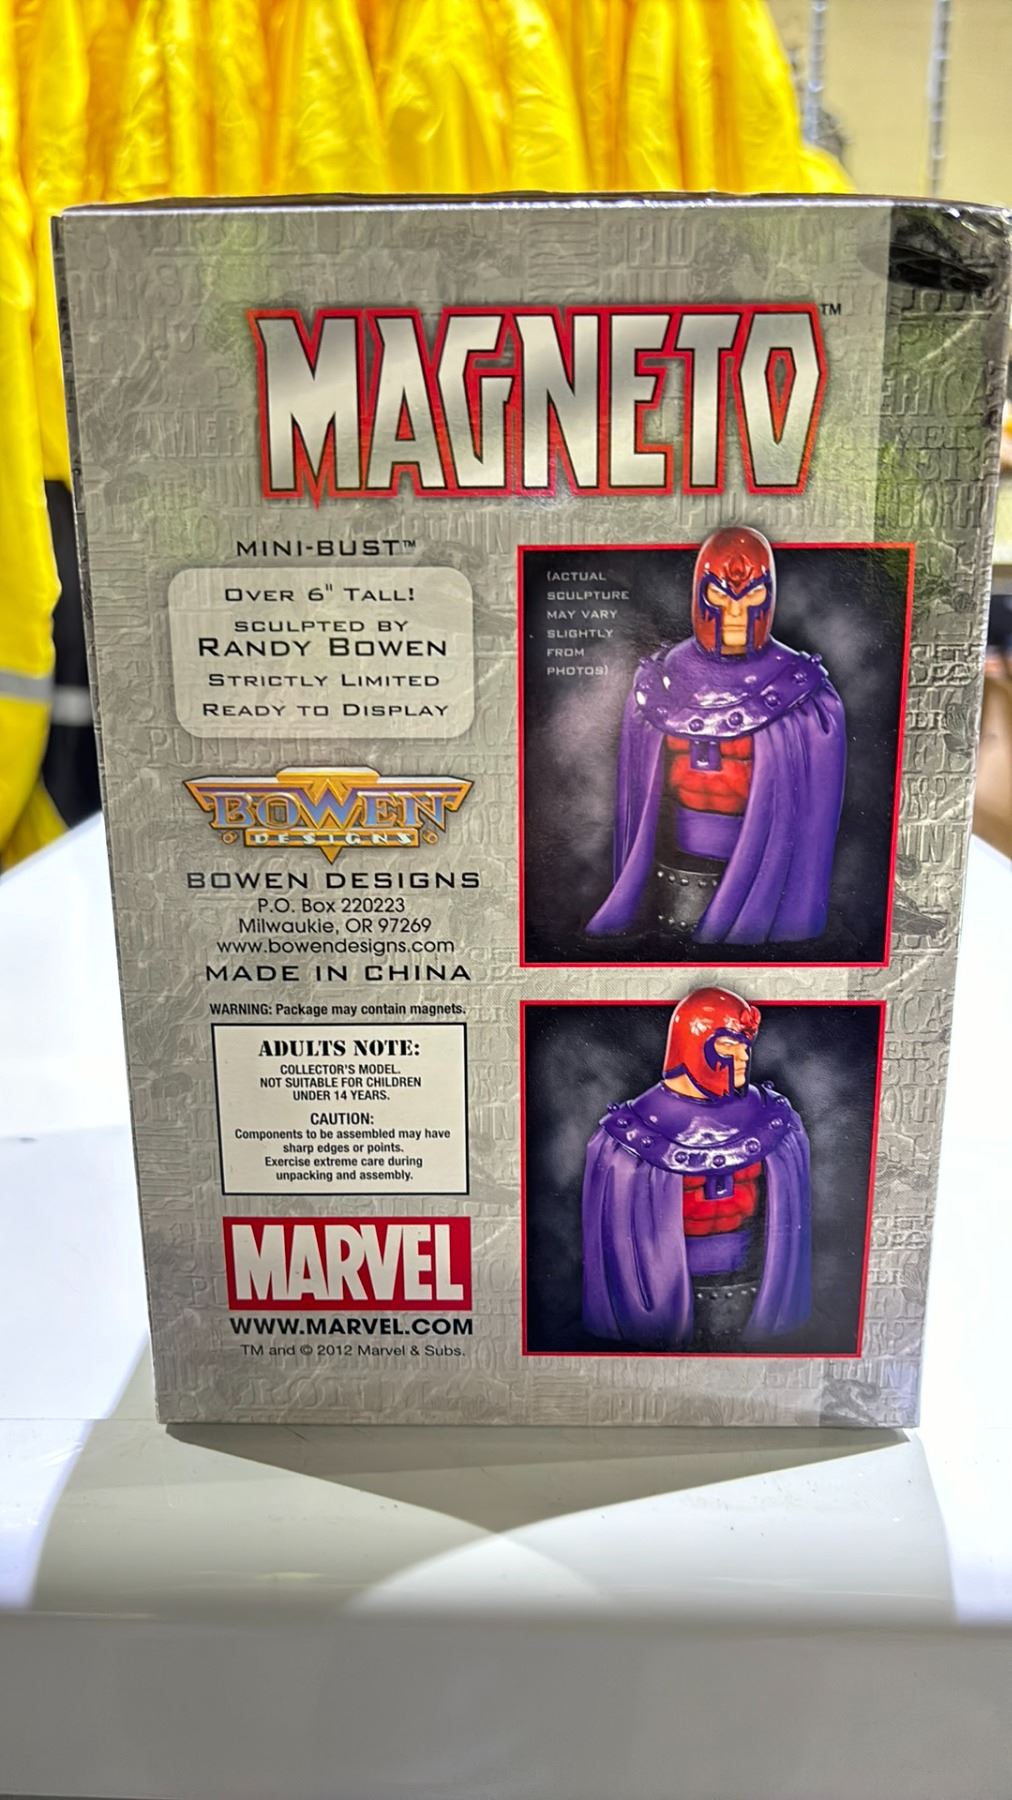 MAGNETO™
MINI-BUST™
OVER 6" TALL!
SCULPTED BY
RANDY BOWEN
STRICTLY LIMITED
READY TO DISPLAY
BOWEN
DESIGNS
BOWEN DESIGNS
P.O. Box 220223
Milwaukie, OR 97269
www.bowendesigns.com
MADE IN CHINA
WARNING: Package may contain magnets.
ADULTS NOTE:
COLLECTOR'S MODEL.
NOT SUITABLE FOR CHILDREN
UNDER 14 YEARS.
CAUTION:
Components to be assembled may have
sharp edges or points.
Exercise extreme care during
unpacking and assembly.
MARVEL
WWW.MARVEL.COM
TM and © 2012 Marvel & Subs.
(ACTUAL
SCULPTURE
MAY VARY
SLIGHTLY
FROM
PHOTOS)